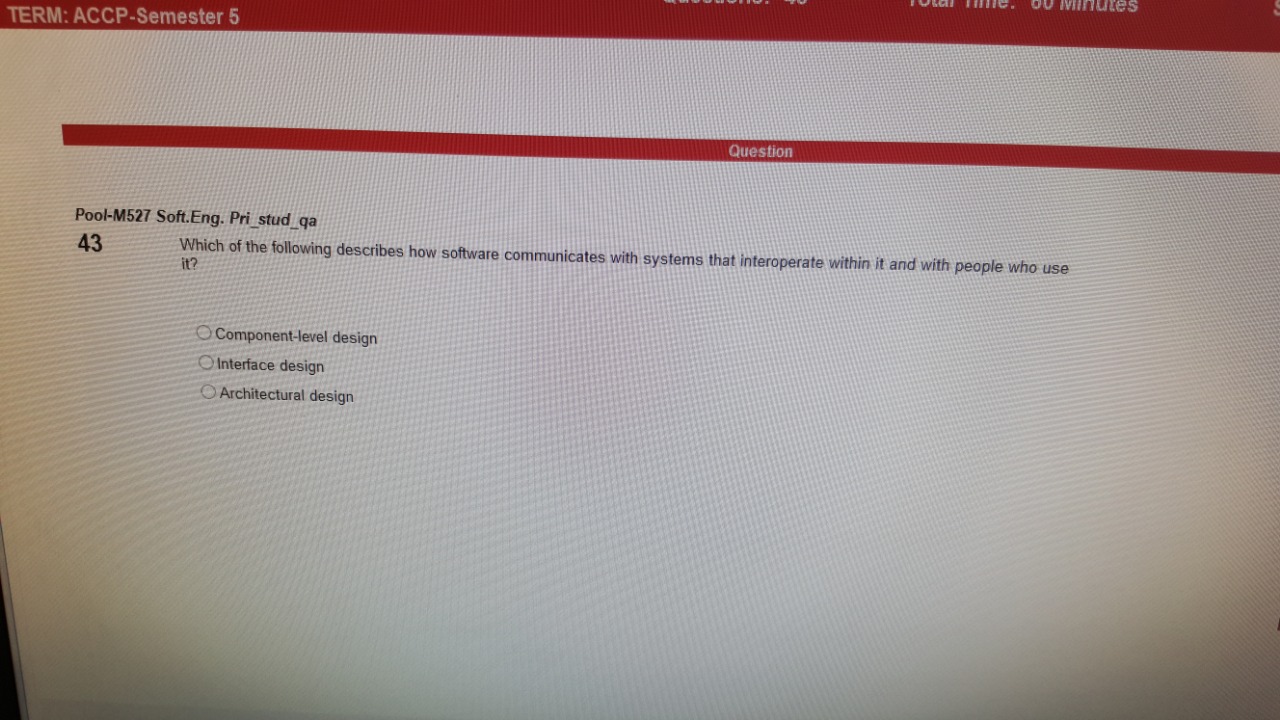 TERM: ACCP-Semester 5
Total Time: 60 Minutes
Question
Pool-M527 Soft.Eng. Pri_stud_qa
43
Which of the following describes how software communicates with systems that interoperate within it and with people who use
it?
Component-level design
Interface design
Architectural design